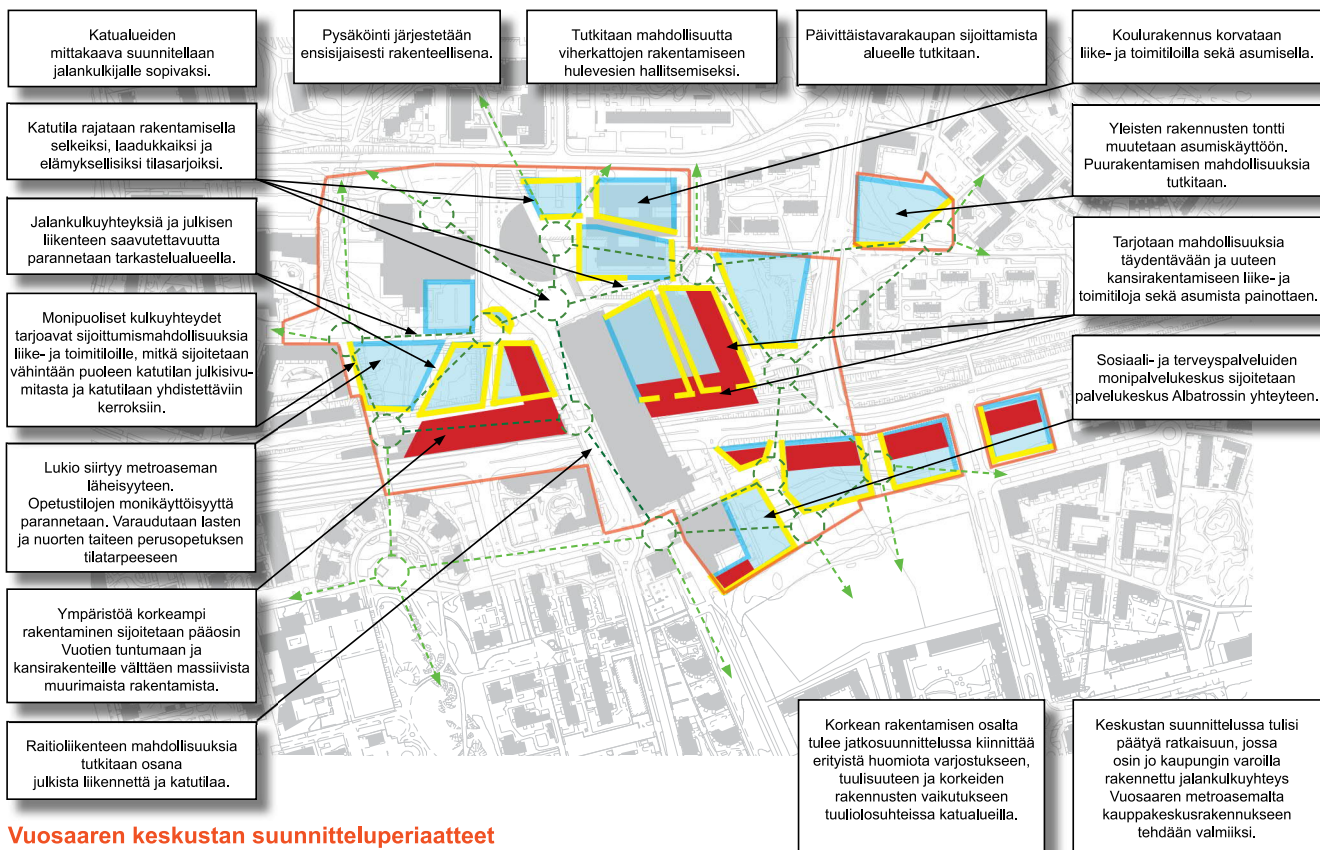 Katualueiden
mittakaava suunnitellaan
jalankulkijalle sopivaksi.
Pysäköinti järjestetään
ensisijaisesti rakenteellisena.
Tutkitaan mahdollisuutta
viherkattojen rakentamiseen
hulevesien hallitsemiseksi.
Päivittäistavarakaupan sijoittamista
alueelle tutkitaan.
Koulurakennus korvataan
liike- ja toimitiloilla sekä asumisella.
Katutila rajataan rakentamisella
selkeiksi, laadukkaiksi ja
elämyksellisiksi tilasarjoiksi.
Yleisten rakennusten tontti
muutetaan asumiskäyttöön.
Puurakentamisen mahdollisuuksia
tutkitaan.
Jalankulkuyhteyksiä ja julkisen
liikenteen saavutettavuutta
parannetaan tarkastelualueella.
Tarjotaan mahdollisuuksia
täydentävään ja uuteen
kansirakentamiseen liike- ja
toimitiloja sekä asumista painottaen.
Monipuoliset kulkuyhteydet
tarjoavat sijoittumismahdollisuuksia
liike- ja toimitiloille, mitkä sijoitetaan
vähintään puoleen katutilan julkisivu-
mitasta ja katutilaan yhdistettäviin
kerroksiin.
Sosiaali- ja terveyspalveluiden
monipalvelukeskus sijoitetaan
palvelukeskus Albatrossin yhteyteen.
Lukio siirtyy metroaseman
läheisyyteen.
Opetustilojen monikäyttöisyyttä
parannetaan. Varaudutaan lasten
ja nuorten taiteen perusopetuksen
tilatarpeeseen
Ympäristöä korkeampi
rakentaminen sijoitetaan pääosin
Vuotien tuntumaan ja
kansirakenteille välttäen massiivista
muurimaista rakentamista.
Raitioliikenteen mahdollisuuksia
tutkitaan osana
julkista liikennettä ja katutilaa.
Korkean rakentamisen osalta
tulee jatkosuunnittelussa kiinnittää
erityistä huomiota varjostukseen,
tuulisuuteen ja korkeiden
rakennusten vaikutukseen
tuuliolosuhteissa katualueilla.
Keskustan suunnittelussa tulisi
päätyä ratkaisuun, jossa
osin jo kaupungin varoilla
rakennettu jalankulkuyhteys
Vuosaaren metroasemalta
kauppakeskusrakennukseen
tehdään valmiiksi.
Vuosaaren keskustan suunnitteluperiaatteet